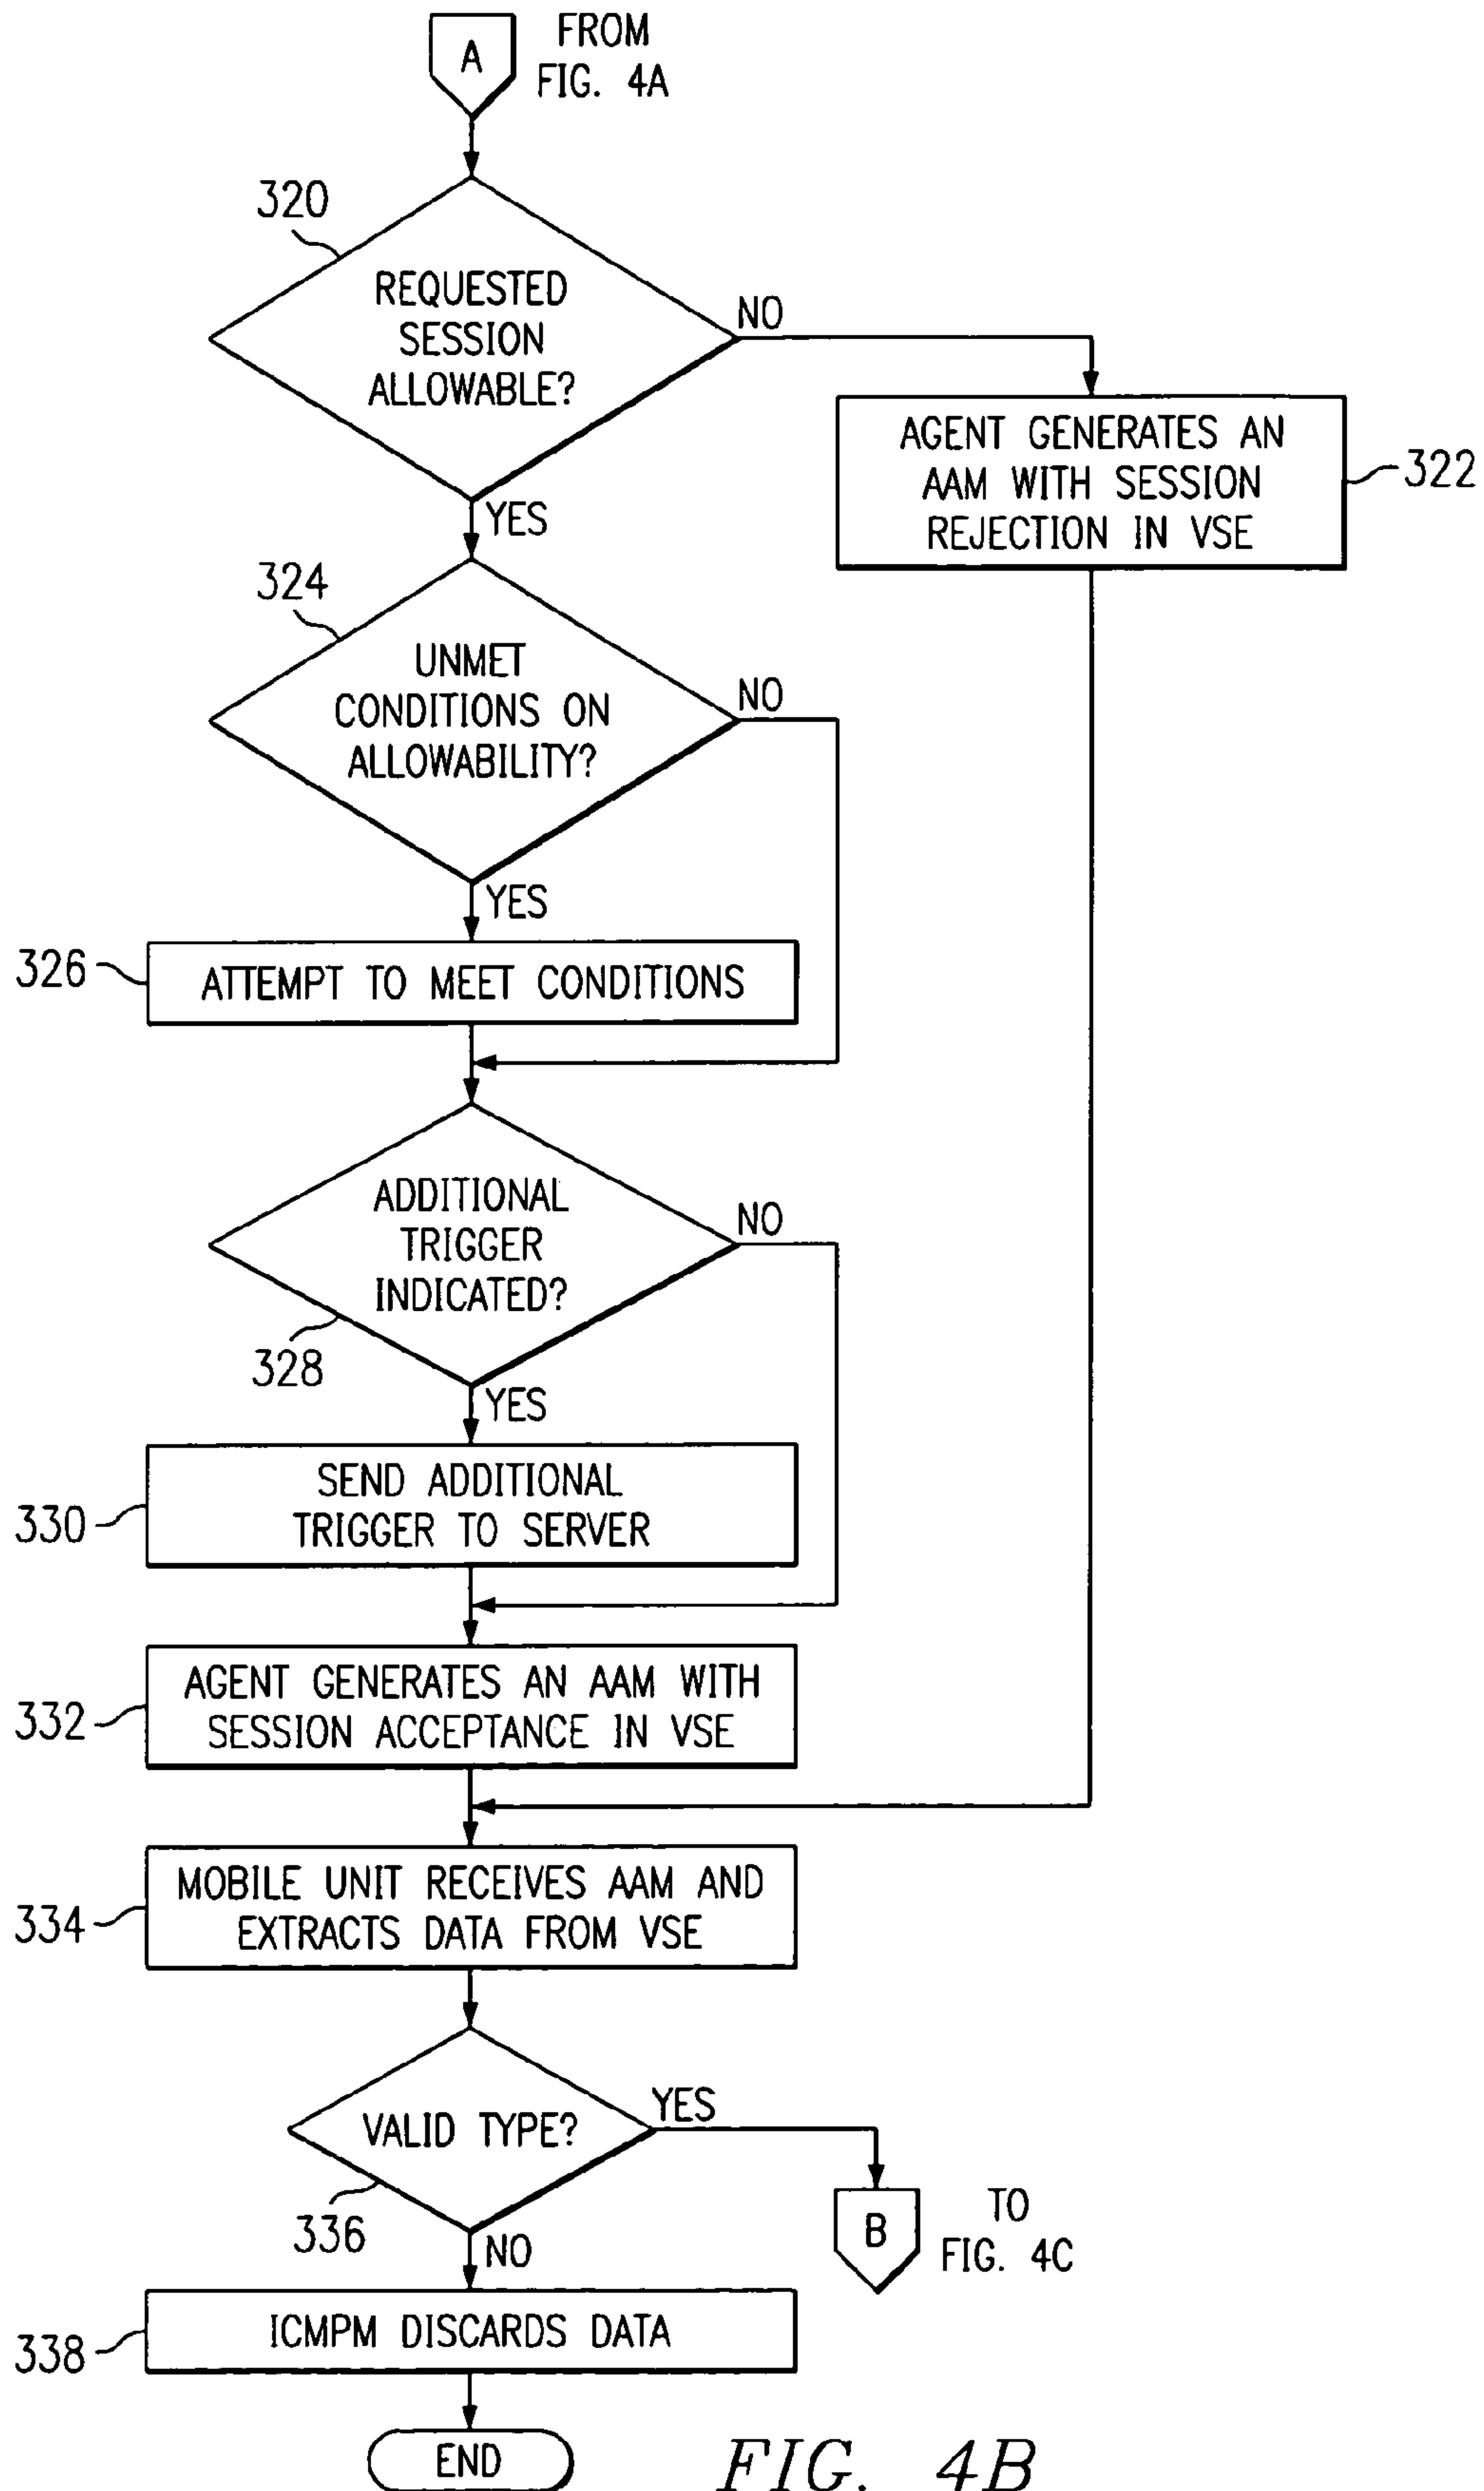 A
FROM
FIG. 4A
320
REQUESTED
SESSION
ALLOWABLE?
NO
YES
AGENT GENERATES AN
AAM WITH SESSION
REJECTION IN VSE
322
324
UNMET
CONDITIONS ON
ALLOWABILITY?
NO
YES
326
ATTEMPT TO MEET CONDITIONS
ADDITIONAL
TRIGGER
INDICATED?
NO
328
YES
330
SEND ADDITIONAL
TRIGGER TO SERVER
332
AGENT GENERATES AN AAM WITH
SESSION ACCEPTANCE IN VSE
334
MOBILE UNIT RECEIVES AAM AND
EXTRACTS DATA FROM VSE
VALID TYPE?
YES
336
NO
B
TO
FIG. 4C
338
ICMPM DISCARDS DATA
END
FIG. 4B